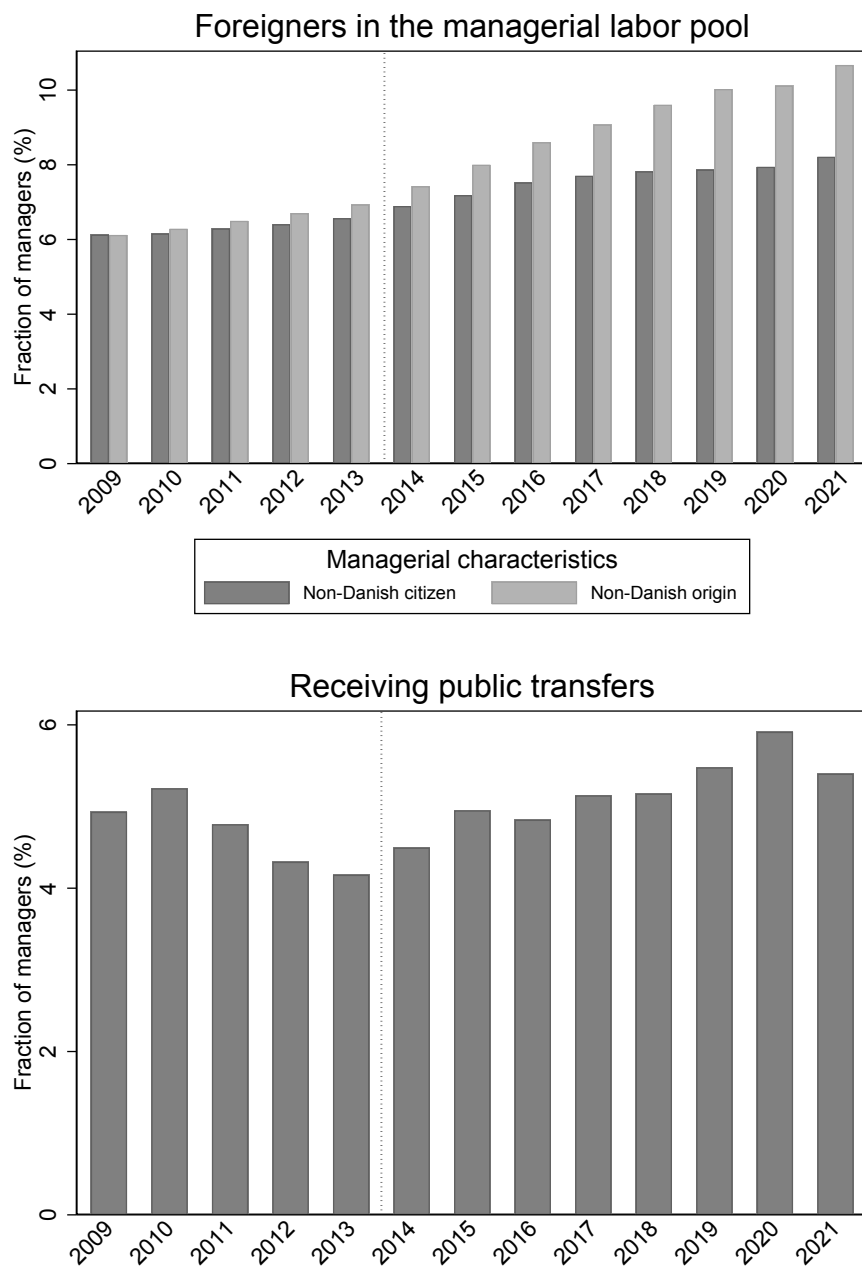 Foreigners in the managerial labor pool
Fraction of managers (%)
10
8
6
4
2
0
2009 2010 2011 2012 2013 2014 2015 2016 2017 2018 2019 2020 2021
Managerial characteristics
Non-Danish citizen Non-Danish origin
Receiving public transfers
Fraction of managers (%)
6
4
2
0
2009 2010 2011 2012 2013 2014 2015 2016 2017 2018 2019 2020 2021